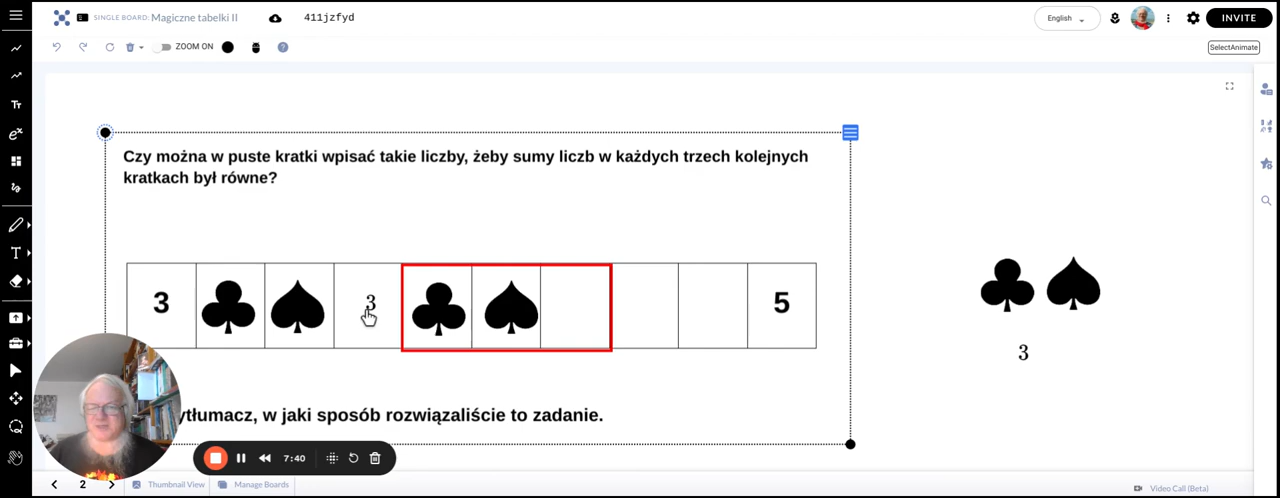 SINGLE BOARD: Magiczne tabelki II
411jzfyd
English
INVITE
ZOOM ON
SelectAnimate
Czy można w puste kratki wpisać takie liczby, żeby sumy liczb w każdych trzech kolejnych
kratkach był równe?
3
3
5
3
ytłumacz, w jaki sposób rozwiązaliście to zadanie.
7:40
2
Thumbnail View
Manage Boards
Video Call (Beta)